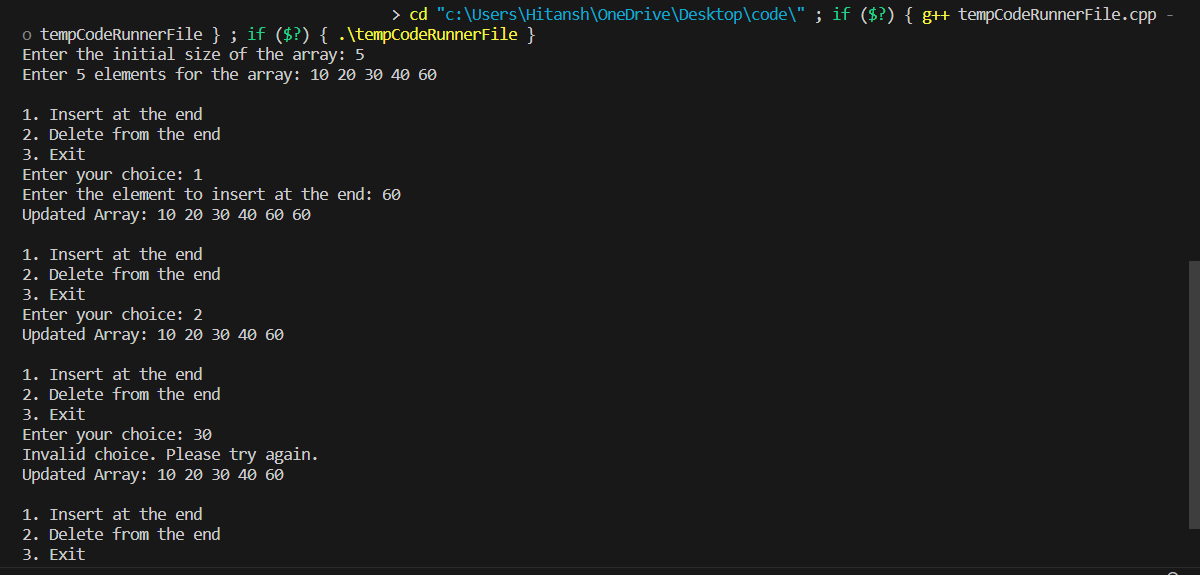 > cd "c:\Users\Hitansh\OneDrive\Desktop\code\" ; if ($?) { g++ tempCodeRunnerFile.cpp -
o tempCodeRunnerFile } ; if ($?) { .\tempCodeRunnerFile }
Enter the initial size of the array: 5
Enter 5 elements for the array: 10 20 30 40 60

1. Insert at the end
2. Delete from the end
3. Exit
Enter your choice: 1
Enter the element to insert at the end: 60
Updated Array: 10 20 30 40 60 60

1. Insert at the end
2. Delete from the end
3. Exit
Enter your choice: 2
Updated Array: 10 20 30 40 60

1. Insert at the end
2. Delete from the end
3. Exit
Enter your choice: 30
Invalid choice. Please try again.
Updated Array: 10 20 30 40 60

1. Insert at the end
2. Delete from the end
3. Exit